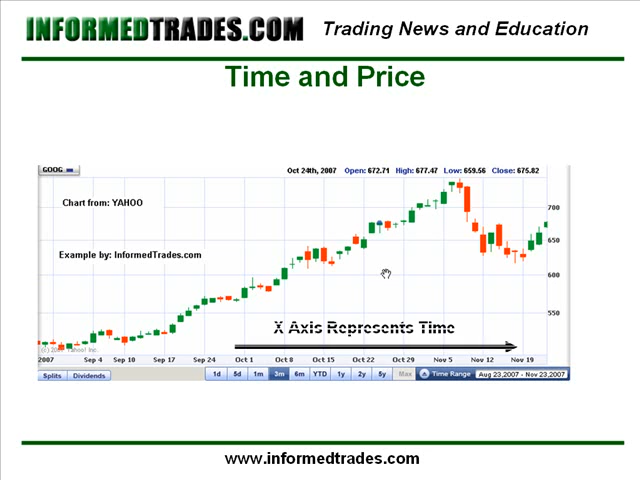 INFORMEDTRADES.COM Trading News and Education
Time and Price
GOOG Oct 24th, 2007 Open: 672.71 High: 677.47 Low: 659.56 Close: 675.82
Chart from: YAHOO
700
650
Example by: InformedTrades.com
600
550
X Axis Represents Time
(c) 2007 Yahoo! Inc.
2007 Sep 4 Sep 10 Sep 17 Sep 24 Oct 1 Oct 8 Oct 15 Oct 22 Oct 29 Nov 5 Nov 12 Nov 19
Splits Dividends 1d 5d 1m 3m 6m YTD 1y 2y 5y Max Time Range Aug 23,2007 - Nov 23,2007
www.informedtrades.com